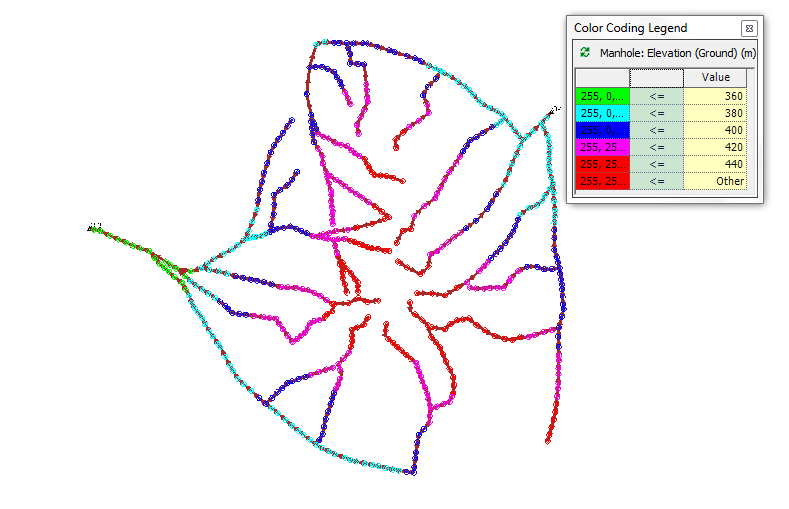 Color Coding Legend
Manhole: Elevation (Ground) (m)
Value
255, 0,... <= 360
255, 0,... <= 380
255, 0,... <= 400
255, 25... <= 420
255, 25... <= 440
255, 25... <= Other